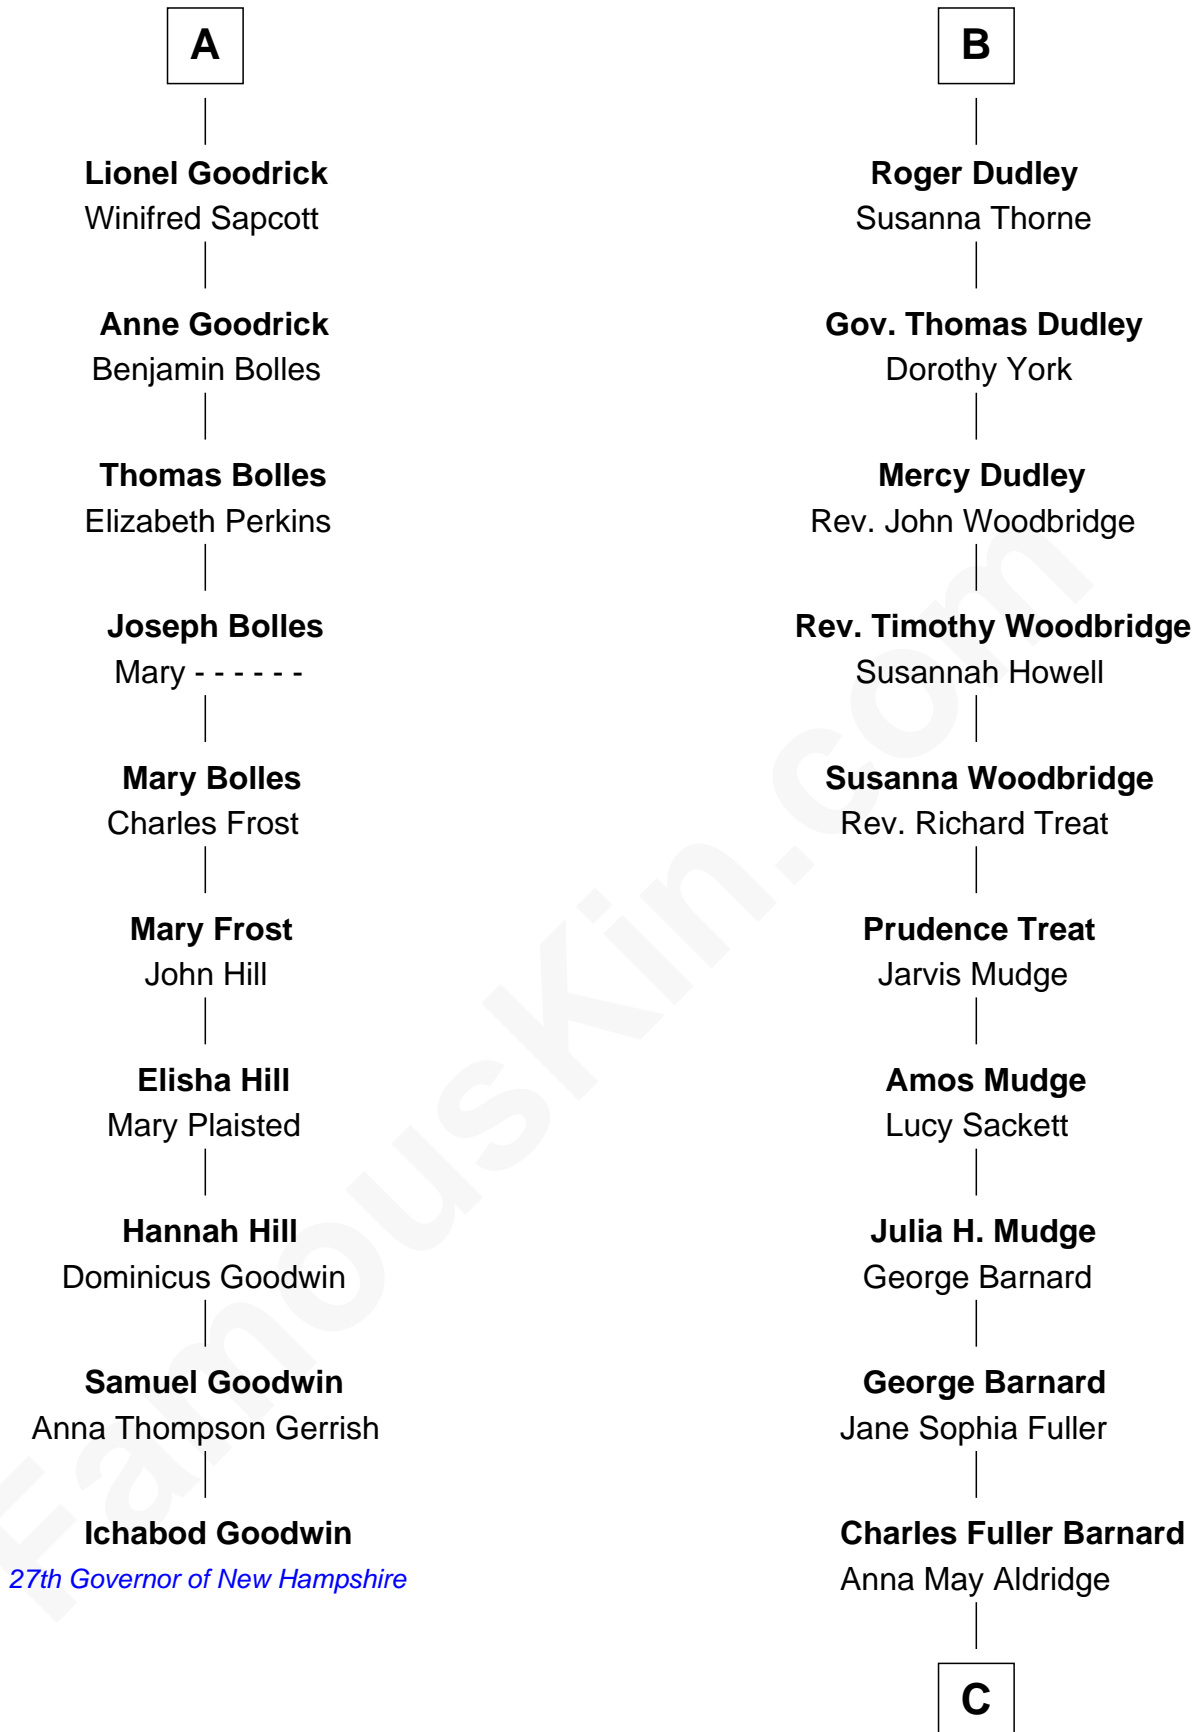 A
Lionel Goodrick
Winifred Sapcott
Anne Goodrick
Benjamin Bolles
Thomas Bolles
Elizabeth Perkins
Joseph Bolles
Mary - - - - - -
Mary Bolles
Charles Frost
Mary Frost
John Hill
Elisha Hill
Mary Plaisted
Hannah Hill
Dominicus Goodwin
Samuel Goodwin
Anna Thompson Gerrish
Ichabod Goodwin
27th Governor of New Hampshire
B
Roger Dudley
Susanna Thorne
Gov. Thomas Dudley
Dorothy York
Mercy Dudley
Rev. John Woodbridge
Rev. Timothy Woodbridge
Susannah Howell
Susanna Woodbridge
Rev. Richard Treat
Prudence Treat
Jarvis Mudge
Amos Mudge
Lucy Sackett
Julia H. Mudge
George Barnard
George Barnard
Jane Sophia Fuller
Charles Fuller Barnard
Anna May Aldridge
C
FamousKin.com